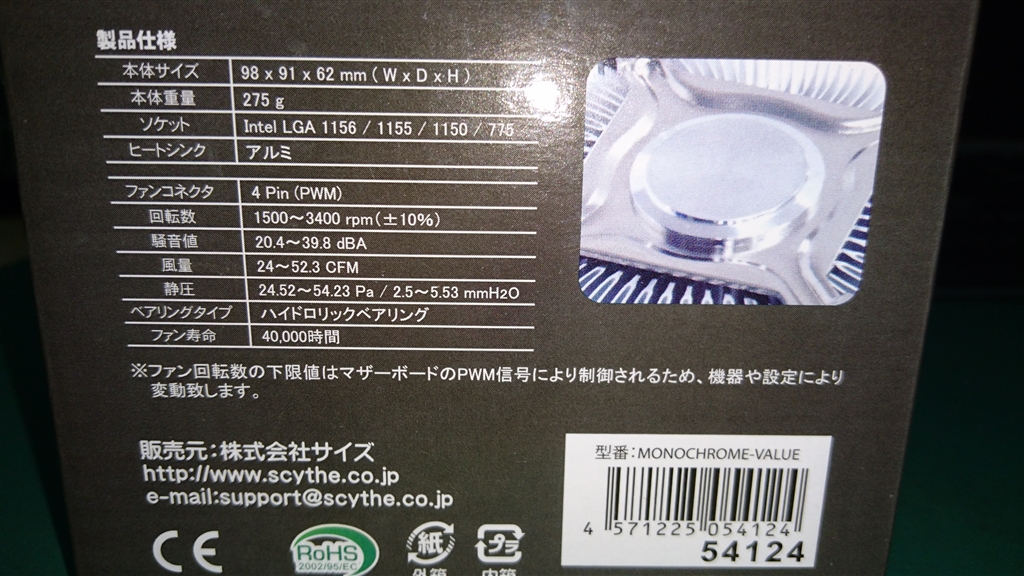 製品仕様
本体サイズ 98 x 91 x 62 mm ( W x D x H )
本体重量 275 g
ソケット Intel LGA 1156 / 1155 / 1150 / 775
ヒートシンク アルミ
ファンコネクタ 4 Pin (PWM)
回転数 1500～3400 rpm(±10%)
騒音値 20.4～39.8 dBA
風量 24～52.3 CFM
静圧 24.52～54.23 Pa / 2.5～5.53 mmH2O
ベアリングタイプ ハイドロリックベアリング
ファン寿命 40,000時間
※ファン回転数の下限値はマザーボードのPWM信号により制御されるため、機器や設定により
変動致します。
販売元：株式会社サイズ
http://www.scythe.co.jp
e-mail:support@scythe.co.jp
型番：MONOCHROME-VALUE
4 571225 054124
54124
CE
RoHS
2002/95/EC
紙
外箱
プラ
内箱